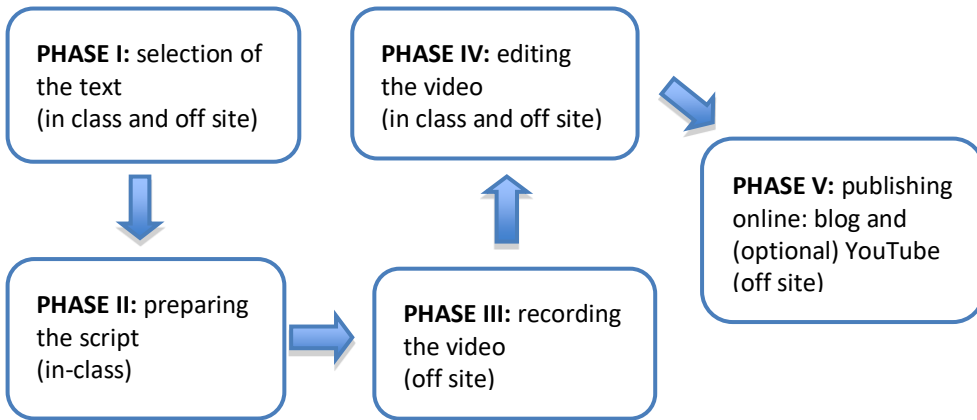 PHASE I: selection of
the text
(in class and off site)
PHASE II: preparing
the script
(in-class)
PHASE III: recording
the video
(off site)
PHASE IV: editing
the video
(in class and off site)
PHASE V: publishing
online: blog and
(optional) YouTube
(off site)